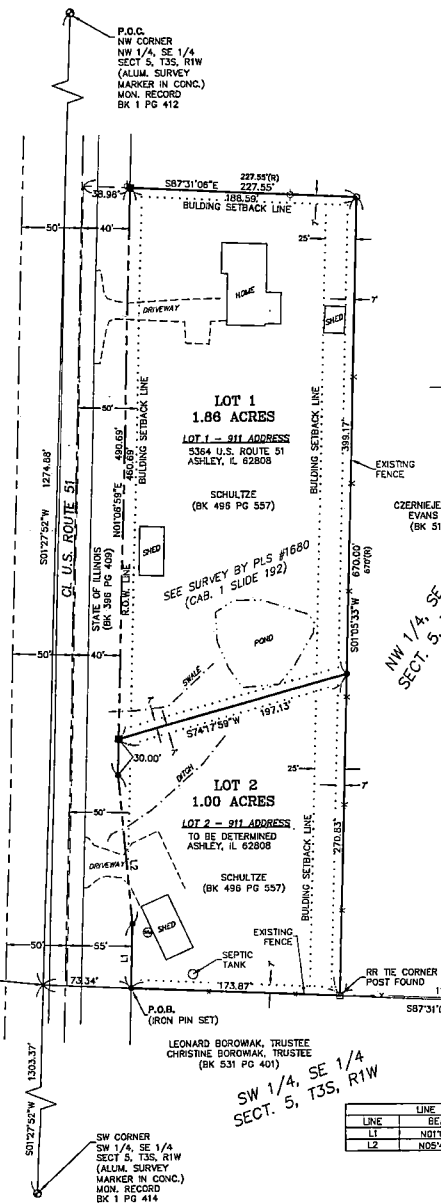 P.O.C.
NW CORNER
NW 1/4, SE 1/4
SECT 5, T3S, R1W
(ALUM. SURVEY
MARKER IN CONC.)
MON. RECORD
BK 1 PG 412
227.55'(R)
S87°31'06"E 227.55'
38.96'
188.59'
BULDING SETBACK LINE
50'
40'
25'
7'
7'
HOME
DRIVEWAY
SHED
LOT 1
1.86 ACRES
LOT 1 - 911 ADDRESS
5364 U.S. ROUTE 51
ASHLEY, IL 62808
SCHULTZE
(BK 496 PG 557)
50'
S01°27'52"W 1274.88'
CL U.S. ROUTE 51
STATE OF ILLINOIS
(BK 396 PG 409)
N01°06'59"E 490.69'
460.69'
R.O.W. LINE
BUILDING SETBACK LINE
BUILDING SETBACK LINE
399.17'
EXISTING
FENCE
CZERNIEJE
EVANS
(BK 51
670.00'
670'(R)
S01°05'33"W
NW 1/4, SE
SECT. 5,
SHED
SEE SURVEY BY PLS #1680
(CAB. 1 SLIDE 192)
POND
SWALE
50'
40'
7'
7'
S74°17'59"W 197.13'
30.00'
DITCH
LOT 2
1.00 ACRES
LOT 2 - 911 ADDRESS
TO BE DETERMINED
ASHLEY, IL 62808
SCHULTZE
(BK 496 PG 557)
25'
7'
50'
270.83'
BUILDING SETBACK LINE
DRIVEWAY
L2
SHED
SEPTIC
TANK
EXISTING
FENCE
50'
55'
L1
7'
RR TIE CORNER
POST FOUND
73.34'
173.87'
S87°31'0
P.O.B.
(IRON PIN SET)
LEONARD BOROWIAK, TRUSTEE
CHRISTINE BOROWIAK, TRUSTEE
(BK 531 PG 401)
SW 1/4, SE 1/4
SECT. 5, T3S, R1W
S01°27'52"W 1303.37'
SW CORNER
SW 1/4, SE 1/4
SECT 5, T3S, R1W
(ALUM. SURVEY
MARKER IN CONC.)
MON. RECORD
BK 1 PG 414
LINE
LINE BE
L1 N01°
L2 N05°